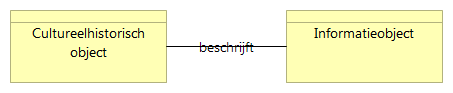 Cultureelhistorisch
object
beschrijft
Informatieobject